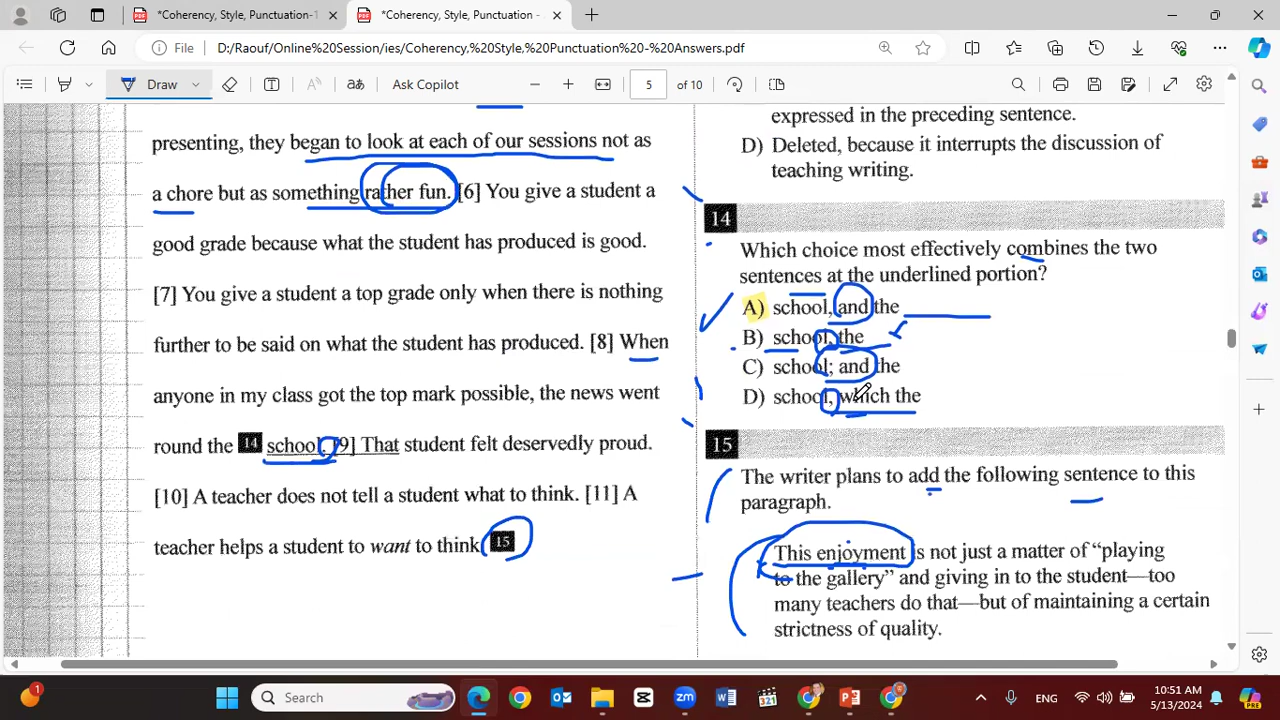 *Coherency, Style, Punctuation-1
*Coherency, Style, Punctuation -
File
D:/Raouf/Online%20Session/ies/Coherency,%20Style,%20Punctuation%20-%20Answers.pdf
Draw
Ask Copilot
5
of 10
presenting, they began to look at each of our sessions not as
a chore but as something rather fun. [6] You give a student a
good grade because what the student has produced is good.
[7] You give a student a top grade only when there is nothing
further to be said on what the student has produced. [8] When
anyone in my class got the top mark possible, the news went
round the 14 school. [9] That student felt deservedly proud.
[10] A teacher does not tell a student what to think. [11] A
teacher helps a student to want to think 15
expressed in the preceding sentence.
D) Deleted, because it interrupts the discussion of
teaching writing.
14
Which choice most effectively combines the two
sentences at the underlined portion?
A) school, and the
B) school, the
C) school; and the
D) school, which the
15
The writer plans to add the following sentence to this
paragraph.
This enjoyment is not just a matter of “playing
to the gallery” and giving in to the student—too
many teachers do that—but of maintaining a certain
strictness of quality.
1
Search
ENG
10:51 AM
5/13/2024